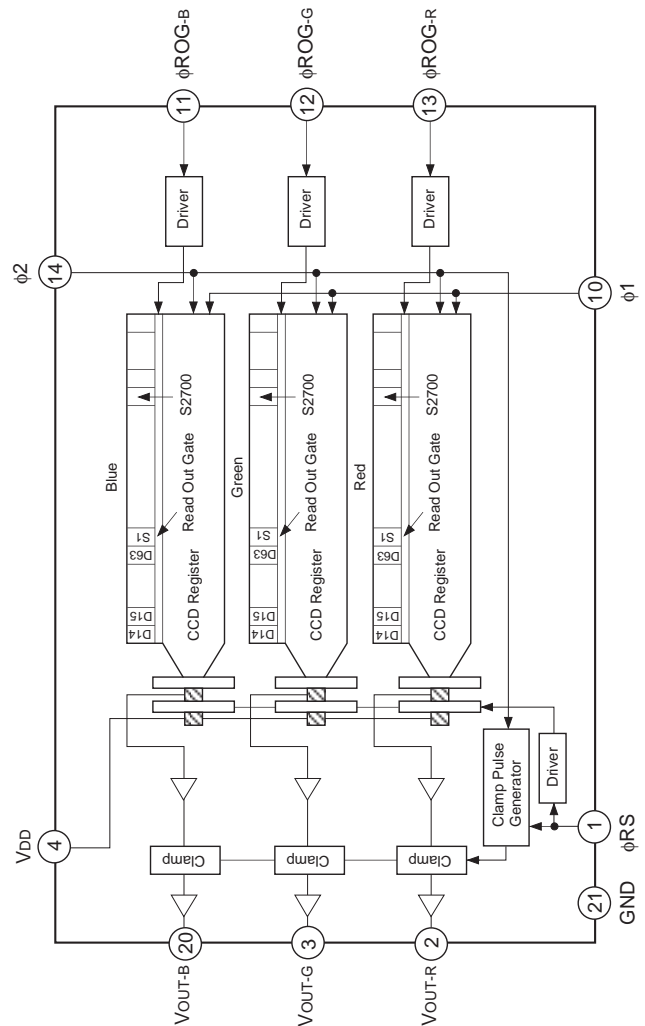 φROG-B
φROG-G
φROG-R
11
12
13
φ2
14
Driver
Driver
Driver
10
φ1
Blue
S2700
Read Out Gate
S1
D63
D15
D14
CCD Register
Green
S2700
Read Out Gate
S1
D63
D15
D14
CCD Register
Red
S2700
Read Out Gate
S1
D63
D15
D14
CCD Register
VDD
4
Clamp Pulse
Generator
Driver
Clamp
Clamp
Clamp
1
φRS
21
GND
20
3
2
VOUT-B
VOUT-G
VOUT-R